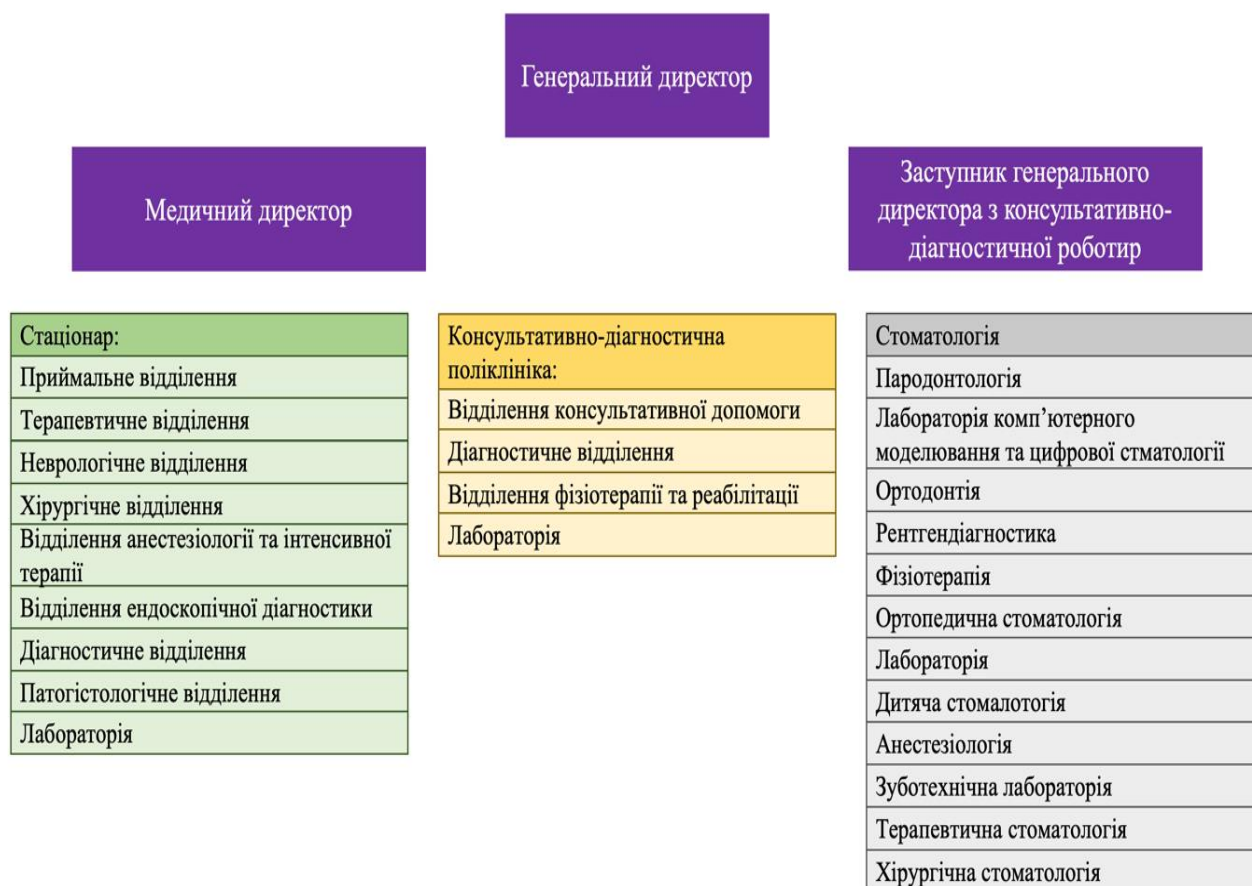 Генеральний директор
Медичний директор
Заступник генерального
директора з консультативно-
діагностичної роботир
Стаціонар:
Приймальне відділення
Терапевтичне відділення
Неврологічне відділення
Хірургічне відділення
Відділення анестезіології та інтенсивної
терапії
Відділення ендоскопічної діагностики
Діагностичне відділення
Патогістологічне відділення
Лабораторія
Консультативно-діагностична
поліклініка:
Відділення консультативної допомоги
Діагностичне відділення
Відділення фізіотерапії та реабілітації
Лабораторія
Стоматологія
Пародонтологія
Лабораторія комп’ютерного
моделювання та цифрової стматології
Ортодонтія
Рентгендіагностика
Фізіотерапія
Ортопедична стоматологія
Лабораторія
Дитяча стомалотогія
Анестезіологія
Зуботехнічна лабораторія
Терапевтична стоматологія
Хірургічна стоматологія